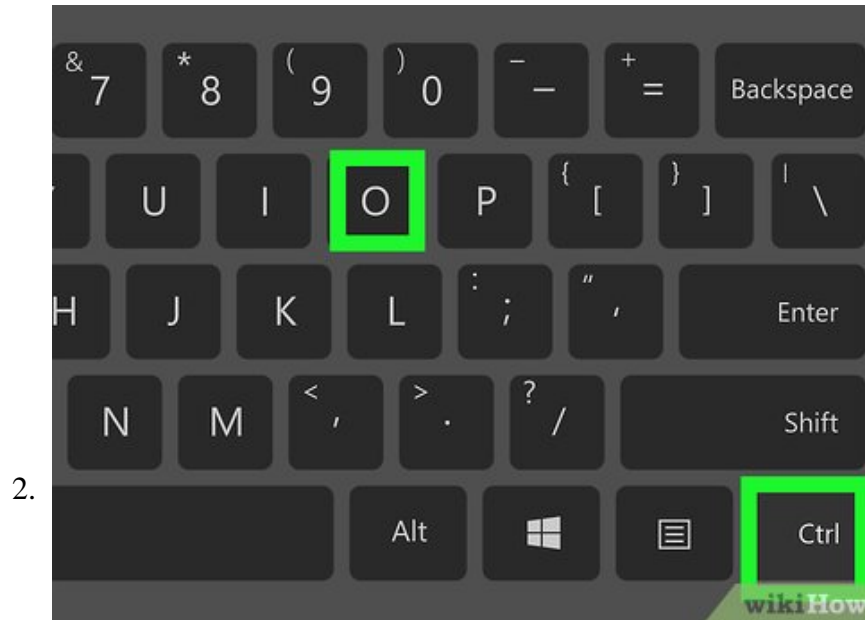 & 7 * 8 ( 9 ) 0 – – + = Backspace
U I O P { [ } ] | \
H J K L : ; " ' Enter
N M < , > . ? / Shift
2.
Alt Ctrl
wikiHow